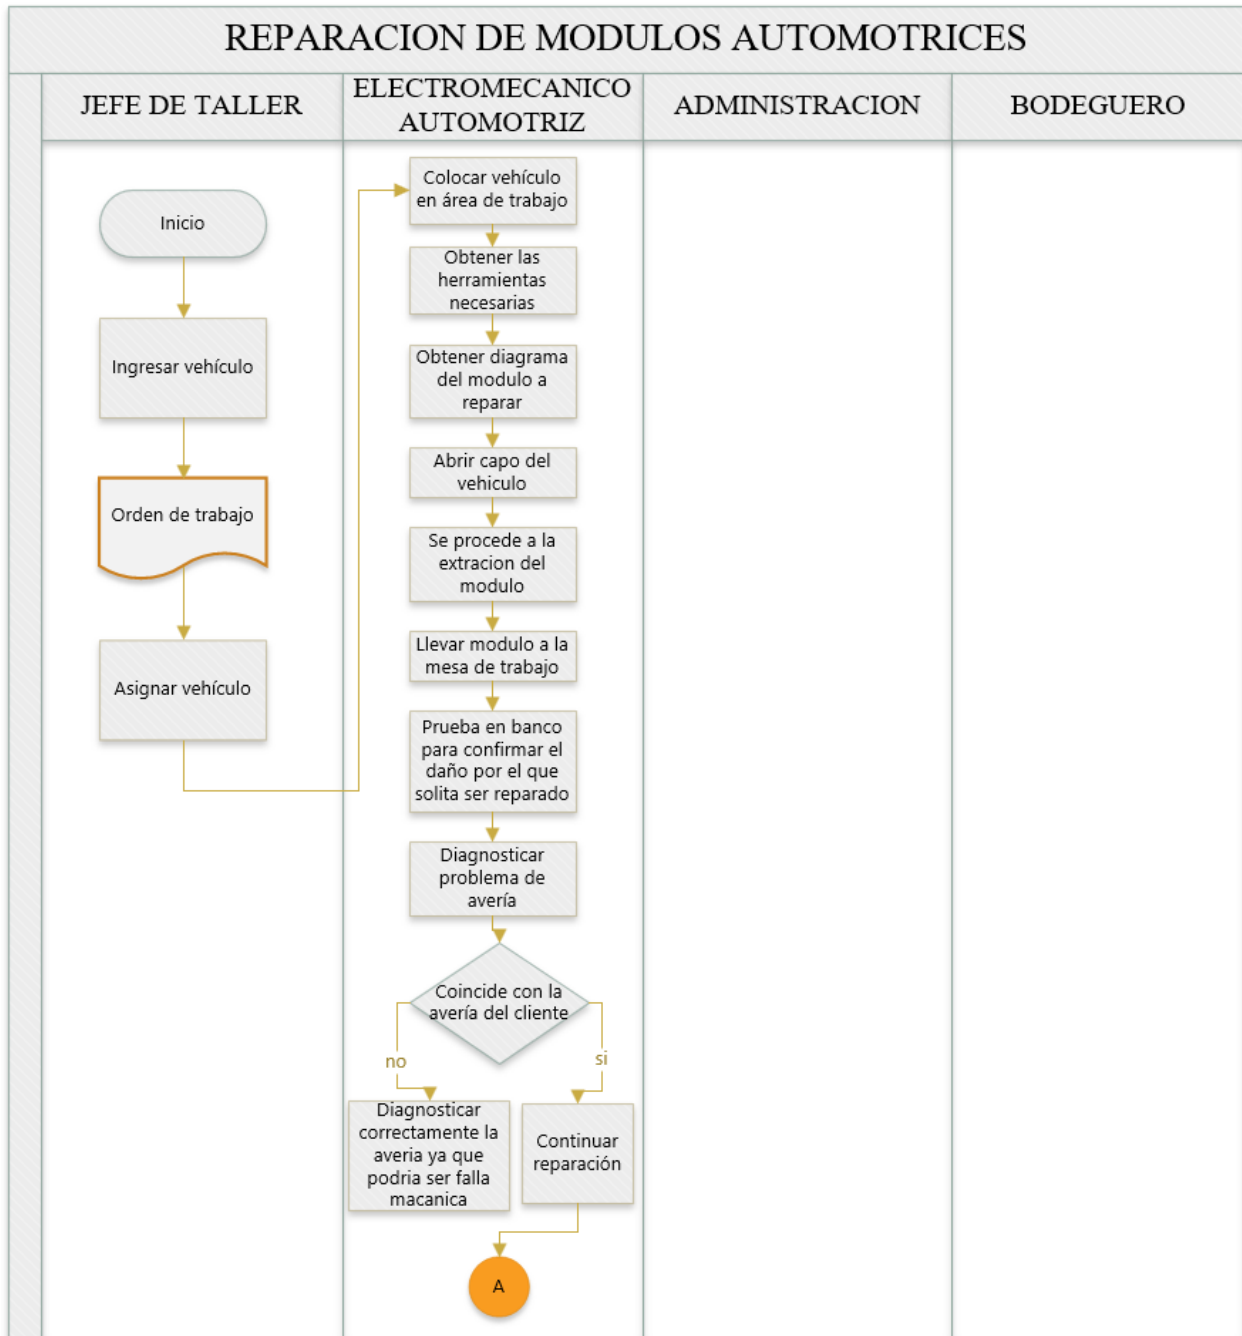 REPARACION DE MODULOS AUTOMOTRICES
JEFE DE TALLER
ELECTROMECANICO
AUTOMOTRIZ
ADMINISTRACION
BODEGUERO
Inicio
Ingresar vehículo
Orden de trabajo
Asignar vehículo
Colocar vehículo
en área de trabajo
Obtener las
herramientas
necesarias
Obtener diagrama
del modulo a
reparar
Abrir capo del
vehiculo
Se procede a la
extracion del
modulo
Llevar modulo a la
mesa de trabajo
Prueba en banco
para confirmar el
daño por el que
solita ser reparado
Diagnosticar
problema de
avería
Coincide con la
avería del cliente
no
si
Diagnosticar
correctamente la
averia ya que
podria ser falla
macanica
Continuar
reparación
A